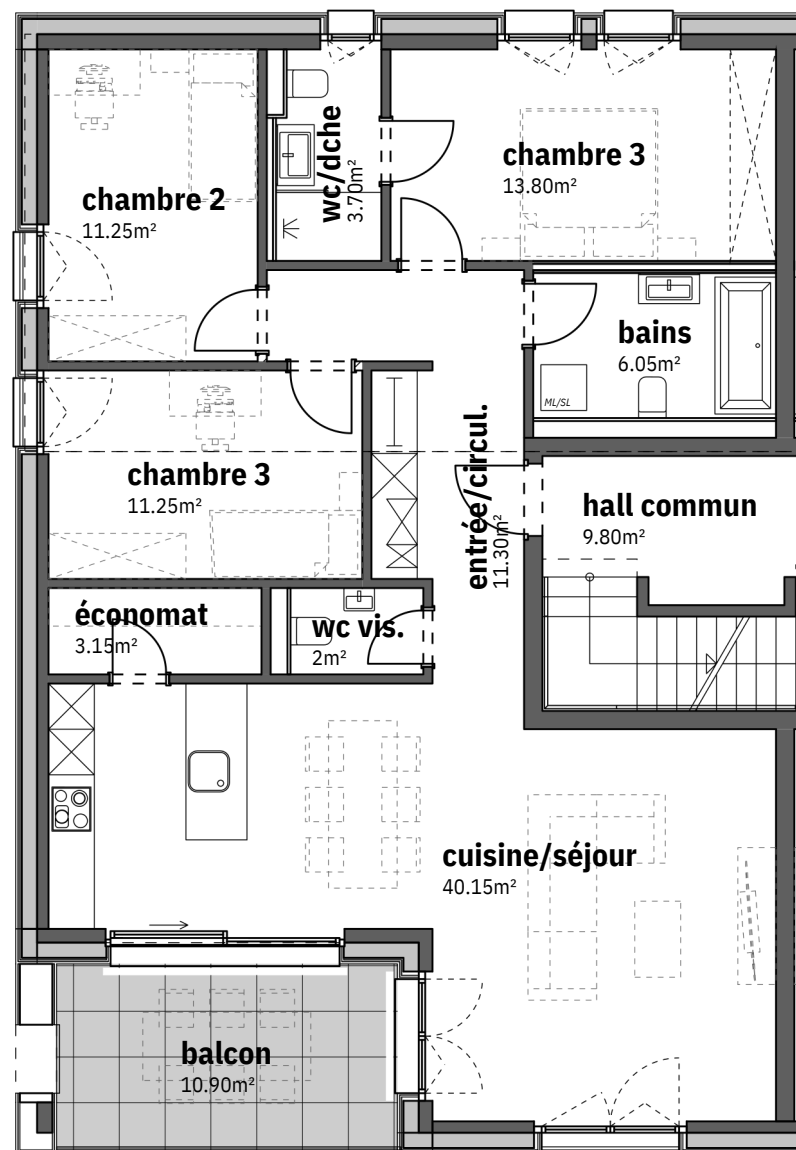 wc/dche
3.70m²
chambre 3
13.80m²
chambre 2
11.25m²
bains
6.05m²
ML/SL
chambre 3
11.25m²
entrée/circul.
11.30m²
hall commun
9.80m²
économat
3.15m²
wc vis.
2m²
cuisine/séjour
40.15m²
balcon
10.90m²